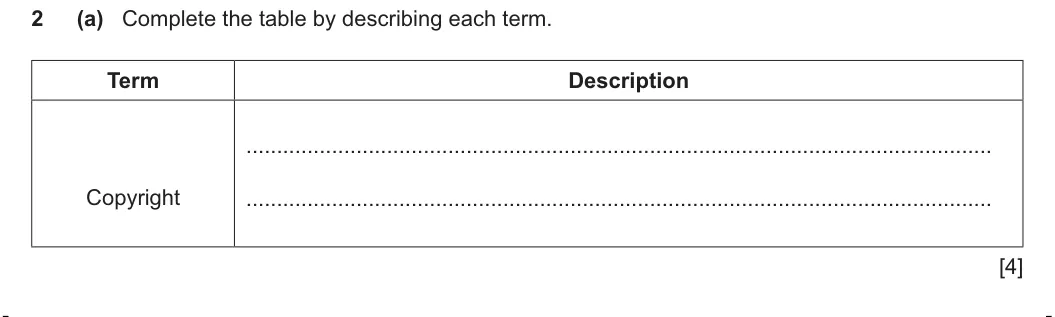 2 (a) Complete the table by describing each term.
Term Description
........................................................................................................................
Copyright ........................................................................................................................
[4]